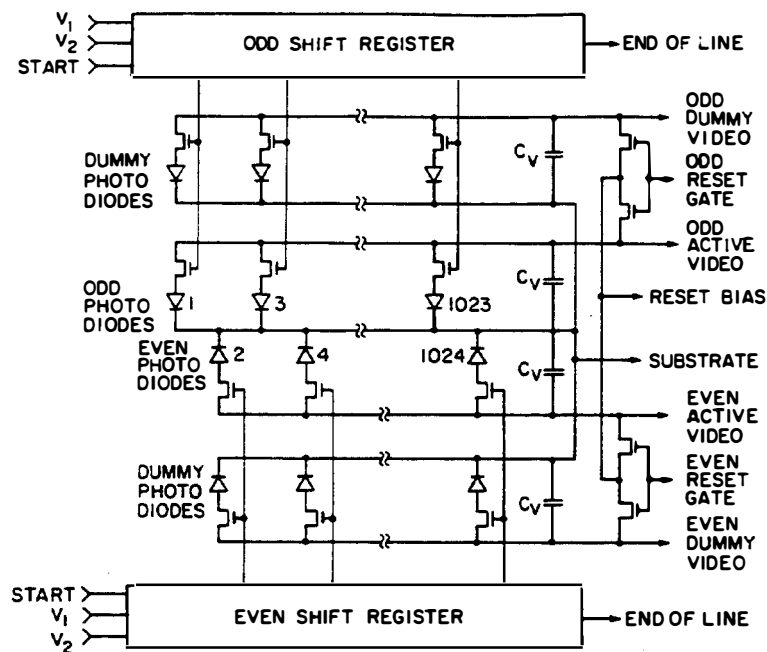 V1
V2
START
ODD SHIFT REGISTER
END OF LINE
DUMMY
PHOTO
DIODES
CV
ODD
DUMMY
VIDEO
ODD
RESET
GATE
ODD
ACTIVE
VIDEO
ODD
PHOTO
DIODES
1
3
1023
CV
RESET BIAS
EVEN
PHOTO
DIODES
2
4
1024
CV
SUBSTRATE
EVEN
ACTIVE
VIDEO
DUMMY
PHOTO
DIODES
CV
EVEN
RESET
GATE
EVEN
DUMMY
VIDEO
START
V1
V2
EVEN SHIFT REGISTER
END OF LINE